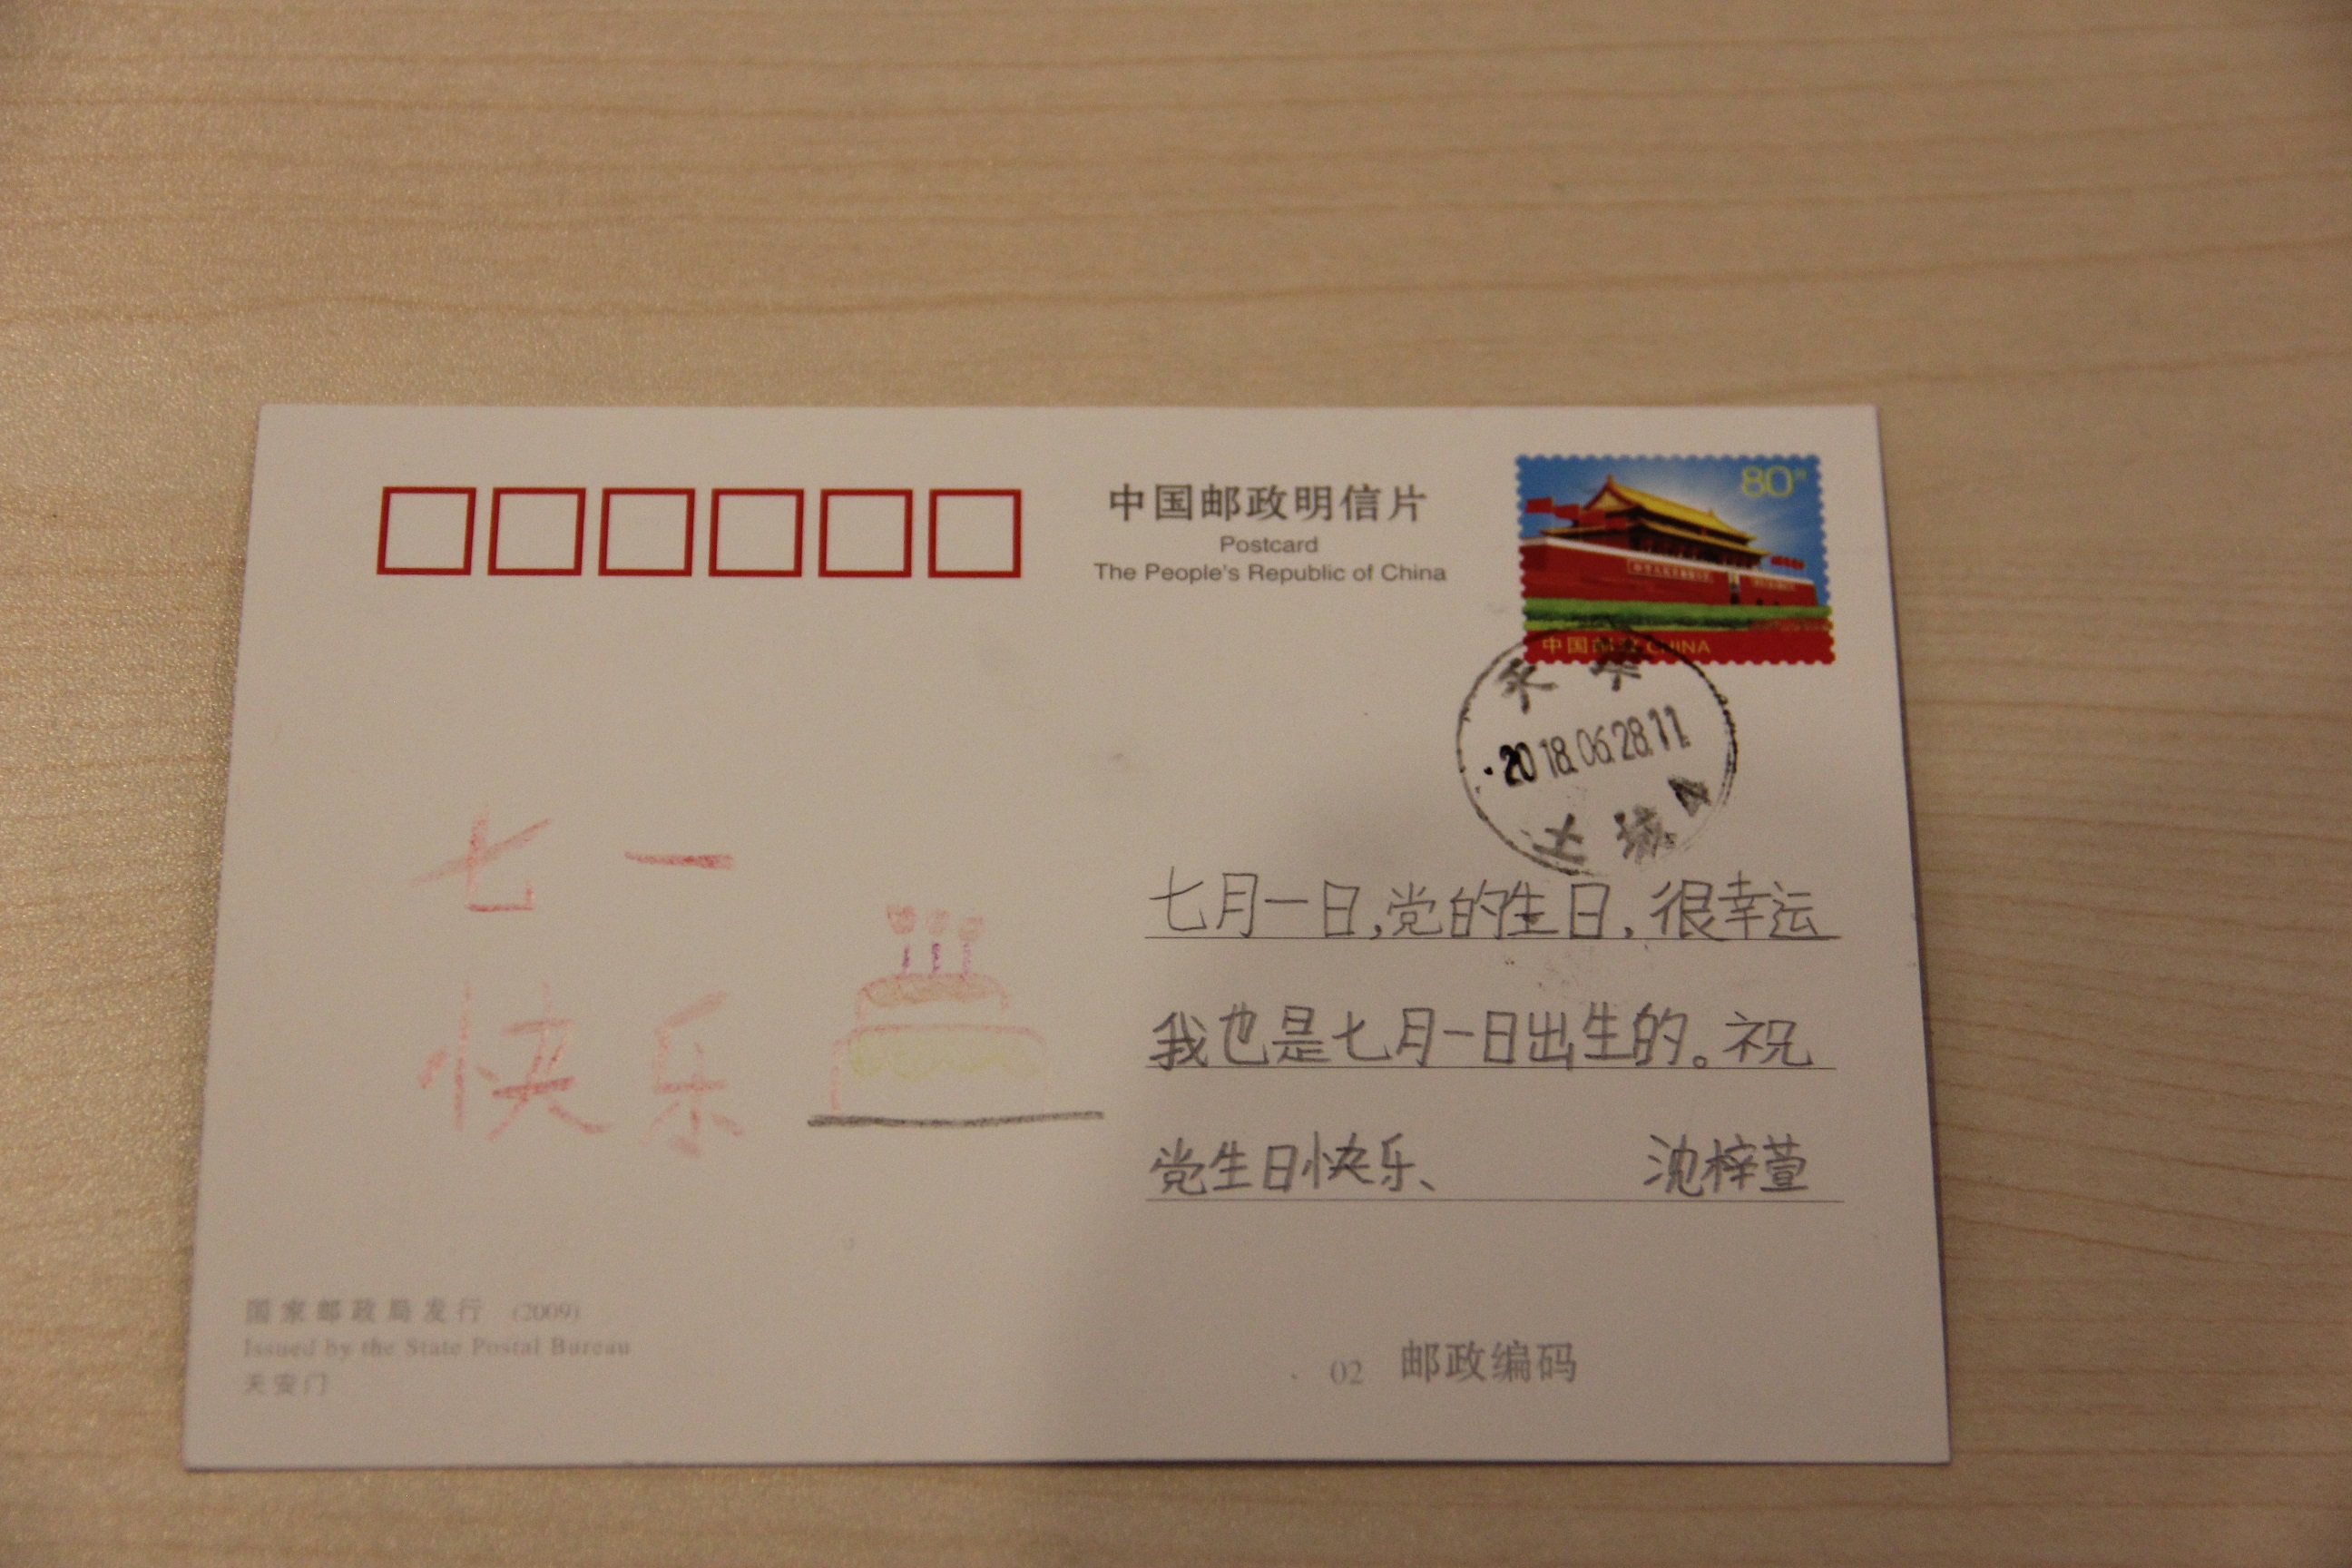 中国邮政明信片
Postcard
The People's Republic of China
80分
中国邮政 CHINA
2018.06.28.11
七一
快乐
七月一日,党的生日,很幸运
我也是七月一日出生的。祝
党生日快乐、 沈梓萱
国家邮政局发行 (2009)
Issued by the State Postal Bureau
天安门
02 邮政编码